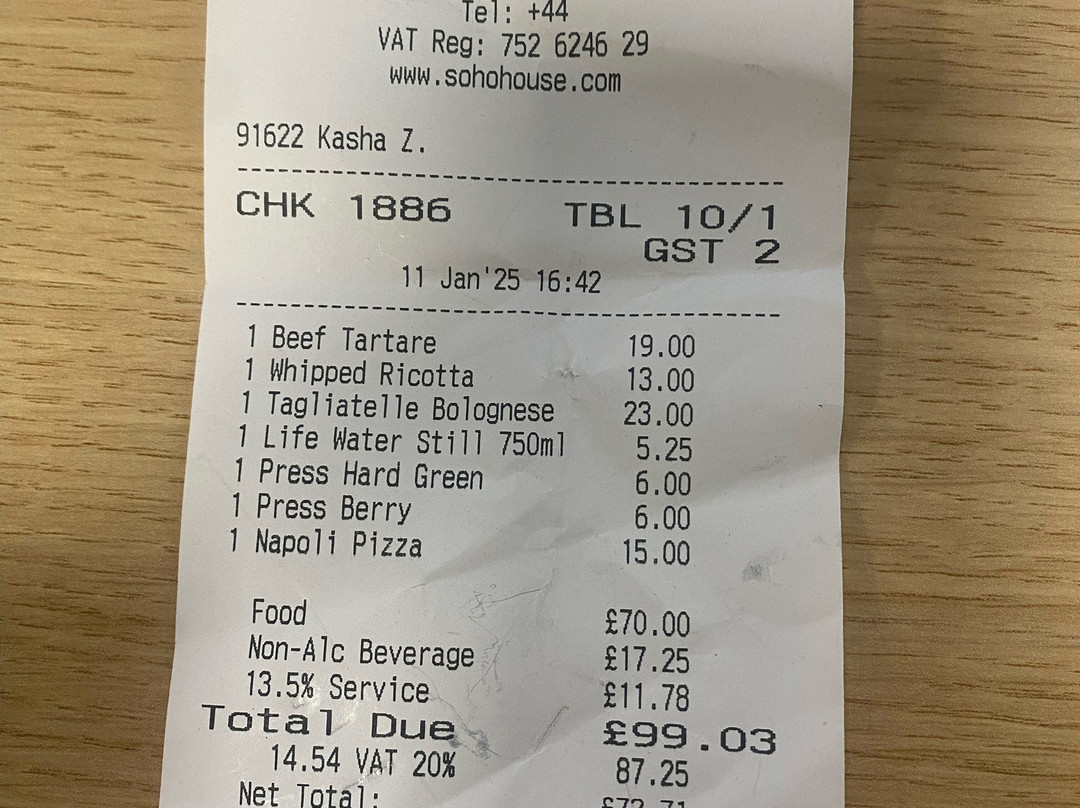 Tel: +44
VAT Reg: 752 6246 29
www.sohohouse.com
91622 Kasha Z.
CHK 1886 TBL 10/1
GST 2
11 Jan'25 16:42
1 Beef Tartare 19.00
1 Whipped Ricotta 13.00
1 Tagliatelle Bolognese 23.00
1 Life Water Still 750ml 5.25
1 Press Hard Green 6.00
1 Press Berry 6.00
1 Napoli Pizza 15.00
Food £70.00
Non-Alc Beverage £17.25
13.5% Service £11.78
Total Due £99.03
14.54 VAT 20% 87.25
Net Total: £72.71